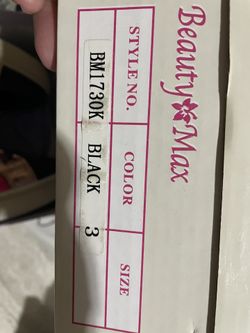 Beauty Max
STYLE NO. COLOR SIZE
BM1730K BLACK 3